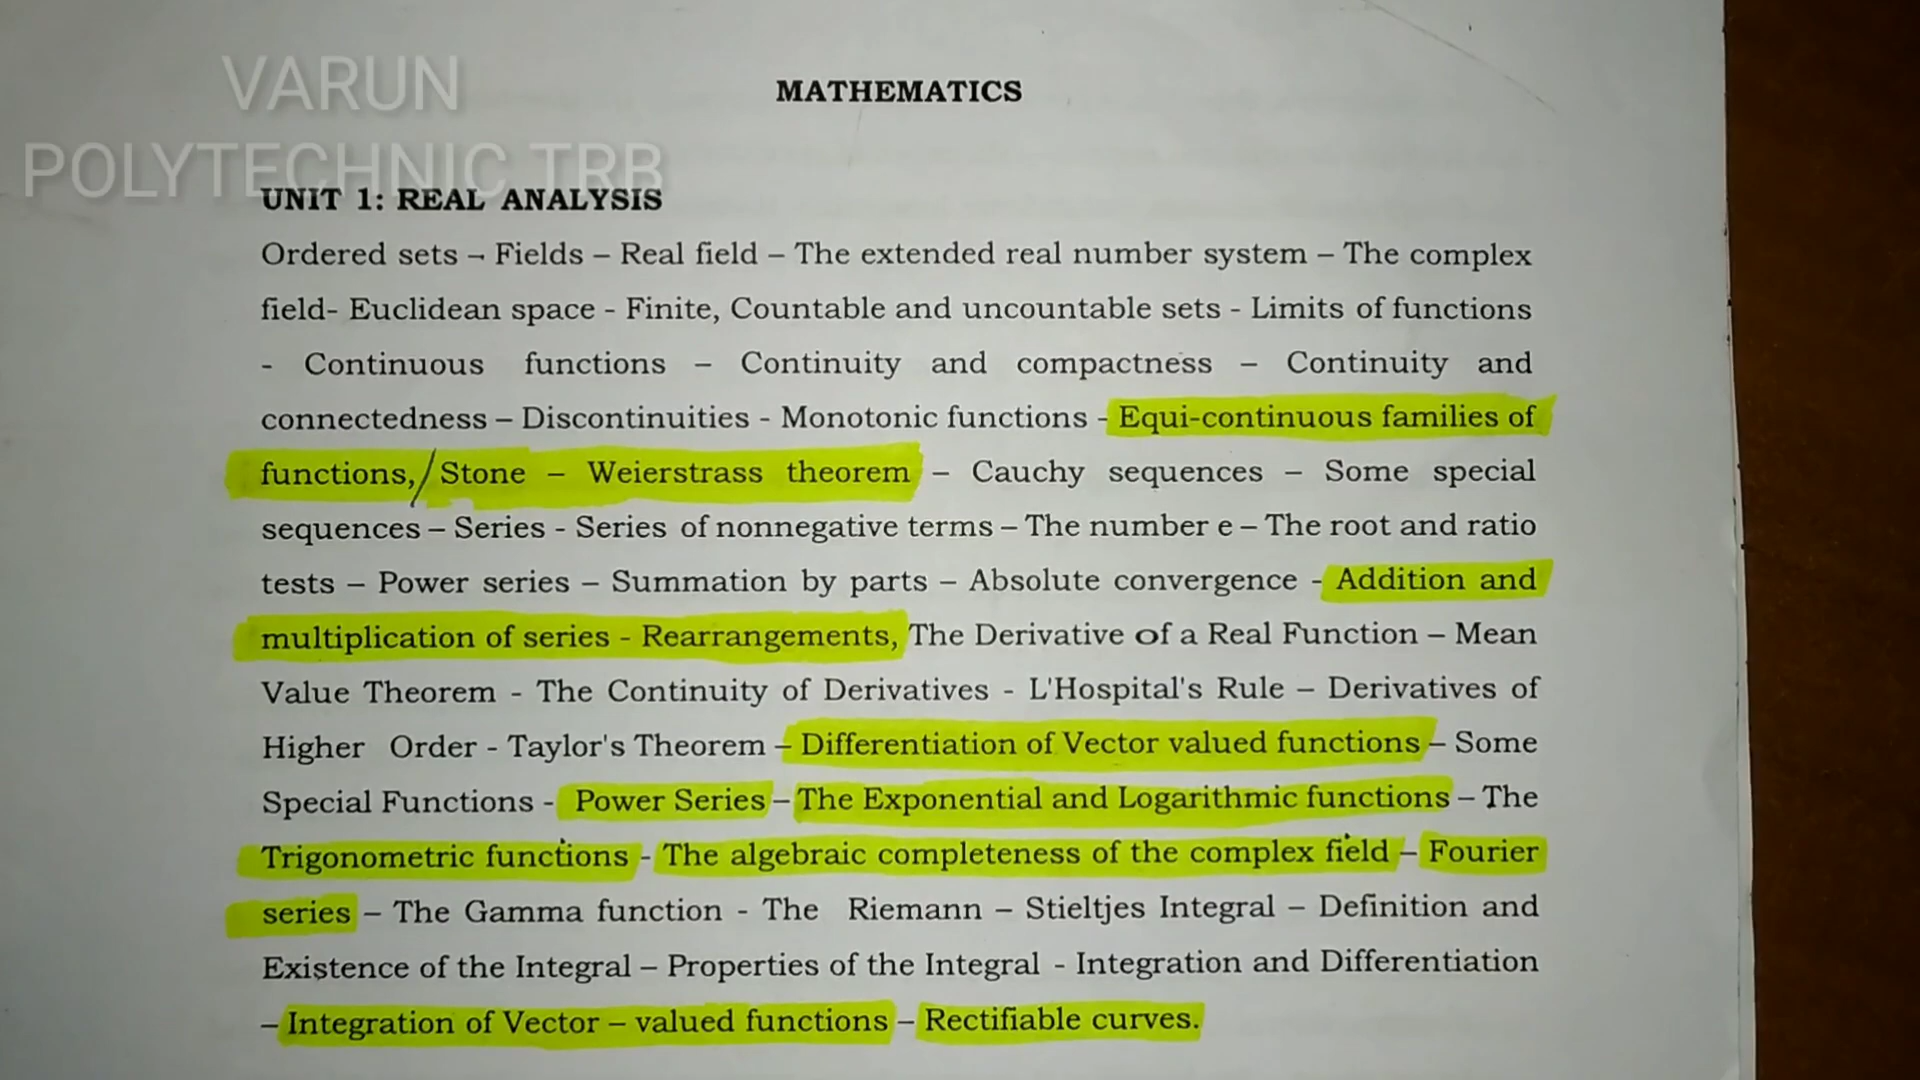 VARUN
POLYTECHNIC TRB
MATHEMATICS
UNIT 1: REAL ANALYSIS
Ordered sets – Fields – Real field – The extended real number system – The complex
field- Euclidean space - Finite, Countable and uncountable sets - Limits of functions
- Continuous functions – Continuity and compactness – Continuity and
connectedness – Discontinuities - Monotonic functions - Equi-continuous families of
functions, Stone – Weierstrass theorem – Cauchy sequences – Some special
sequences – Series - Series of nonnegative terms – The number e – The root and ratio
tests – Power series – Summation by parts – Absolute convergence - Addition and
multiplication of series - Rearrangements, The Derivative of a Real Function – Mean
Value Theorem - The Continuity of Derivatives - L'Hospital's Rule – Derivatives of
Higher Order - Taylor's Theorem – Differentiation of Vector valued functions – Some
Special Functions - Power Series – The Exponential and Logarithmic functions – The
Trigonometric functions - The algebraic completeness of the complex field – Fourier
series – The Gamma function - The Riemann – Stieltjes Integral – Definition and
Existence of the Integral – Properties of the Integral - Integration and Differentiation
– Integration of Vector – valued functions – Rectifiable curves.